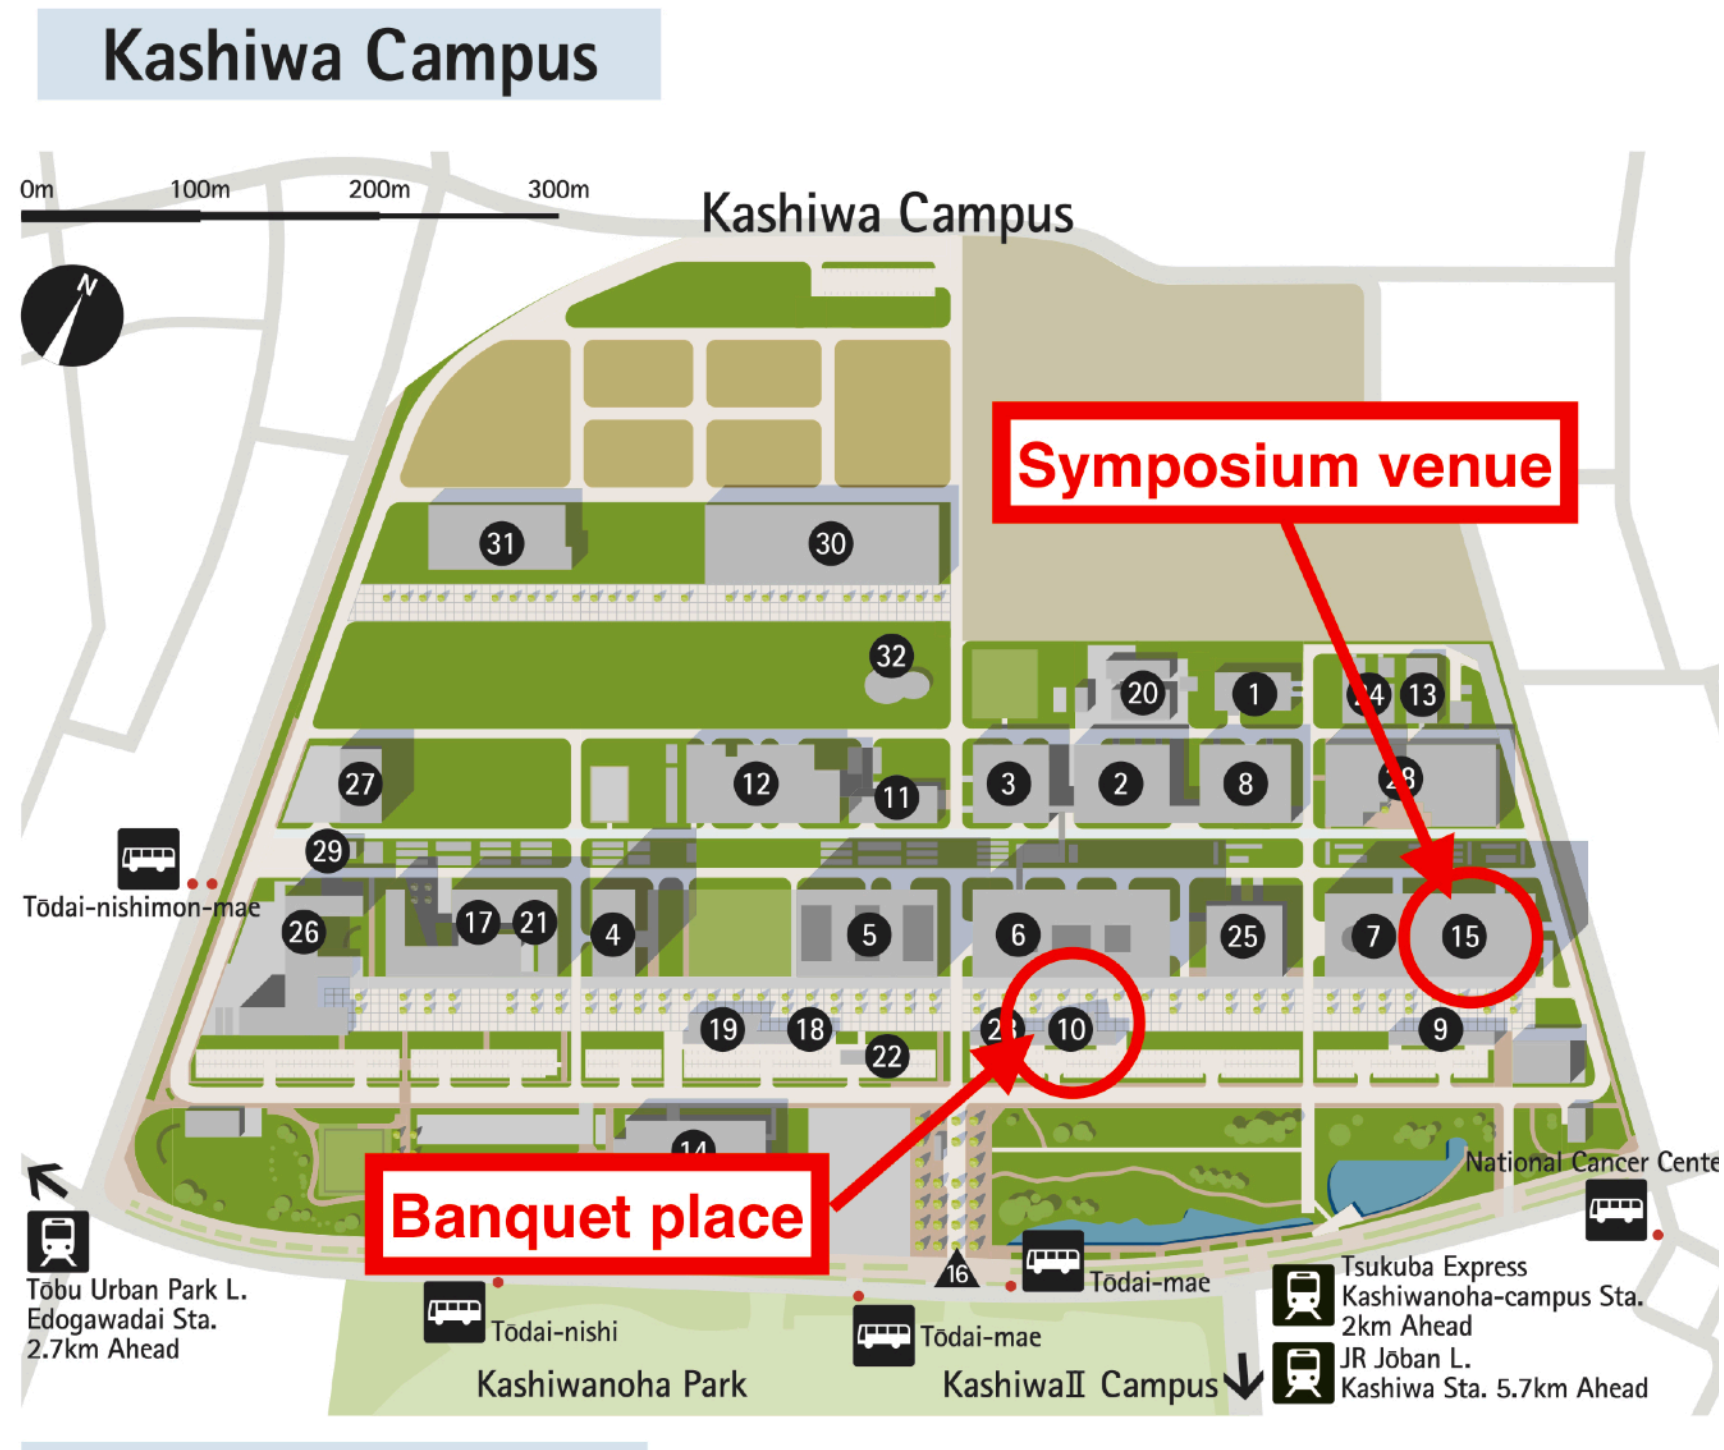 Kashiwa Campus
0m 100m 200m 300m
Kashiwa Campus
N
Symposium venue
31 30
32
20 1 24 13
27 12 11 3 2 8 28
29
Tōdai-nishimon-mae
26 17 21 4 5 6 25 7 15
19 18 22 23 10 9
14
Banquet place
National Cancer Cente
16
Tōdai-mae
Tōbu Urban Park L.
Edogawadai Sta.
2.7km Ahead
Tōdai-nishi
Tōdai-mae
Tsukuba Express
Kashiwanoha-campus Sta.
2km Ahead
JR Jōban L.
Kashiwa Sta. 5.7km Ahead
Kashiwanoha Park
KashiwaⅡ Campus